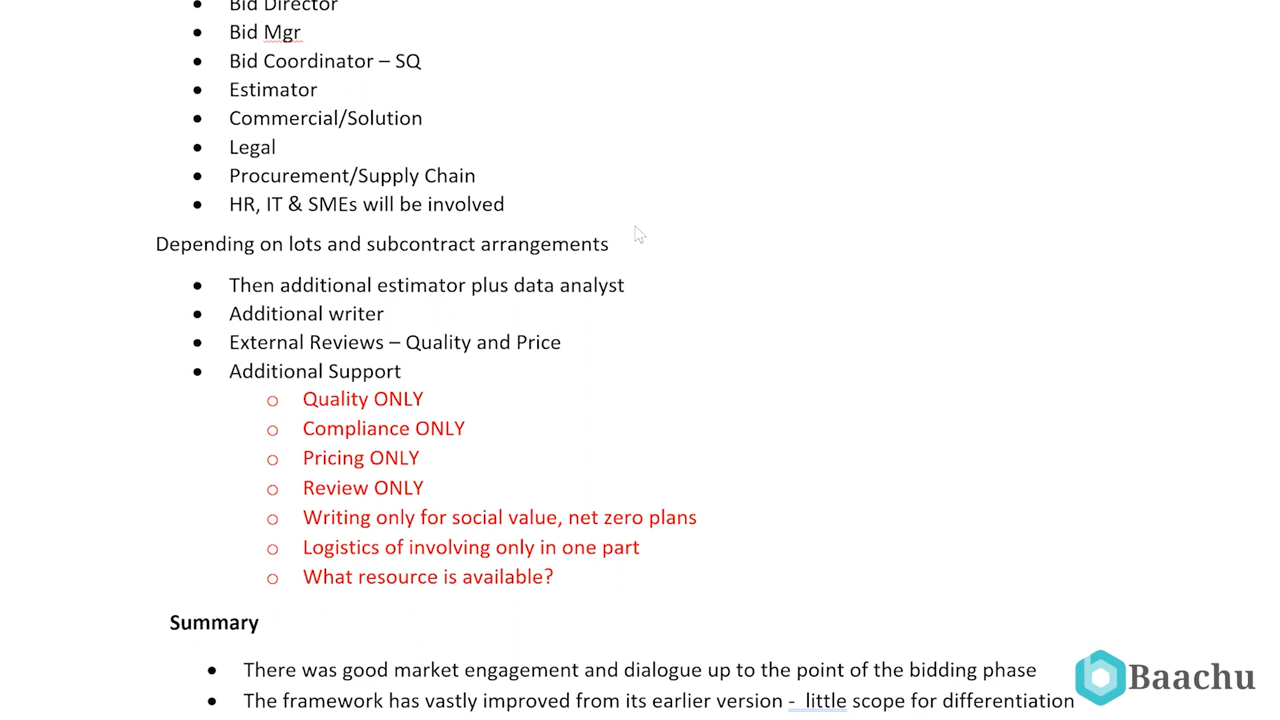 Bid Director
Bid Mgr
Bid Coordinator – SQ
Estimator
Commercial/Solution
Legal
Procurement/Supply Chain
HR, IT & SMEs will be involved
Depending on lots and subcontract arrangements
Then additional estimator plus data analyst
Additional writer
External Reviews – Quality and Price
Additional Support
Quality ONLY
Compliance ONLY
Pricing ONLY
Review ONLY
Writing only for social value, net zero plans
Logistics of involving only in one part
What resource is available?
Summary
There was good market engagement and dialogue up to the point of the bidding phase
The framework has vastly improved from its earlier version - little scope for differentiation
Baachu